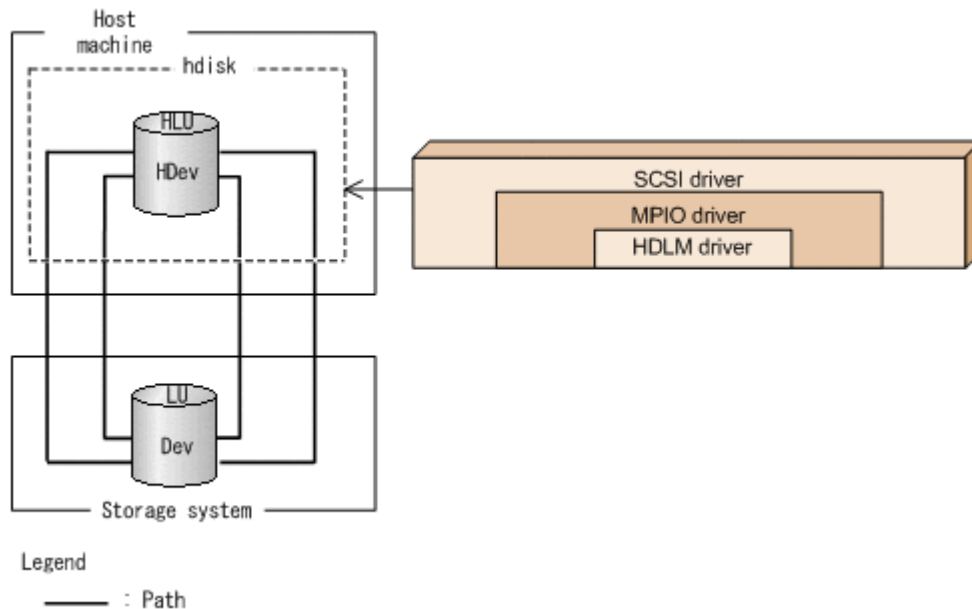 Host
machine
hdisk
HLU
HDev
SCSI driver
MPIO driver
HDLM driver
LU
Dev
Storage system
Legend
: Path